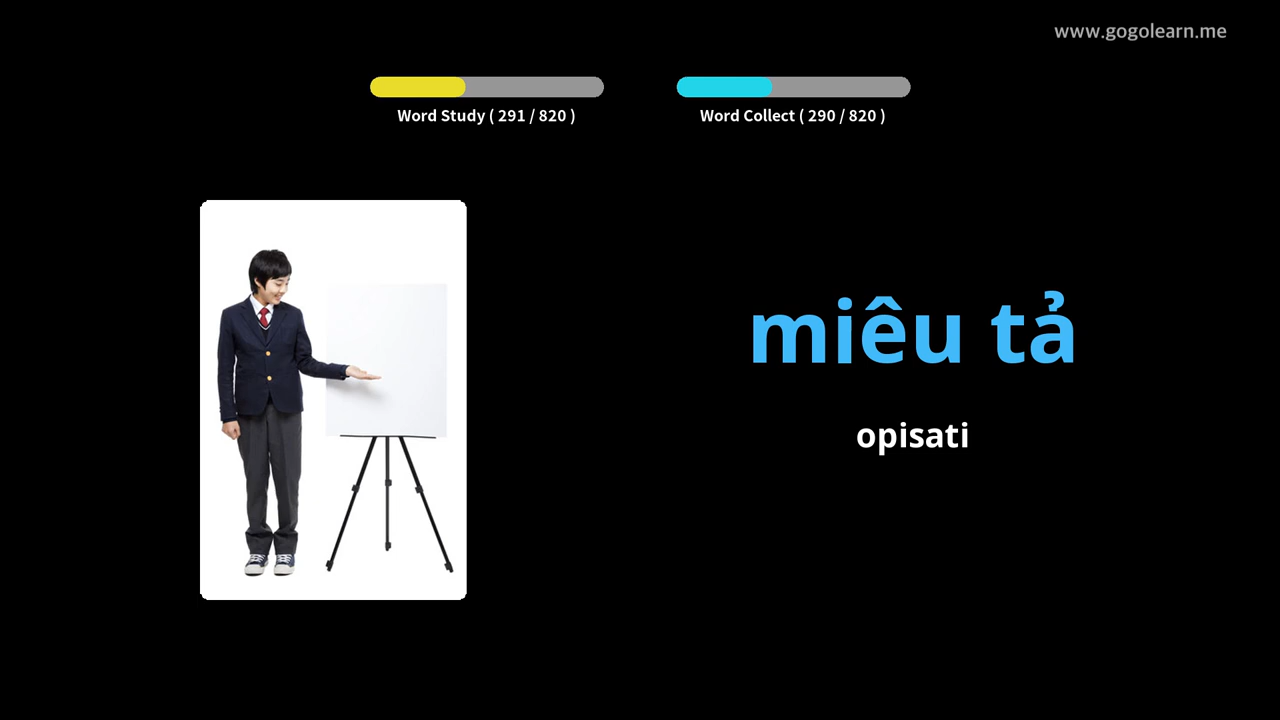 www.gogolearn.me
Word Study ( 291 / 820 )
Word Collect ( 290 / 820 )
miêu tả
opisati